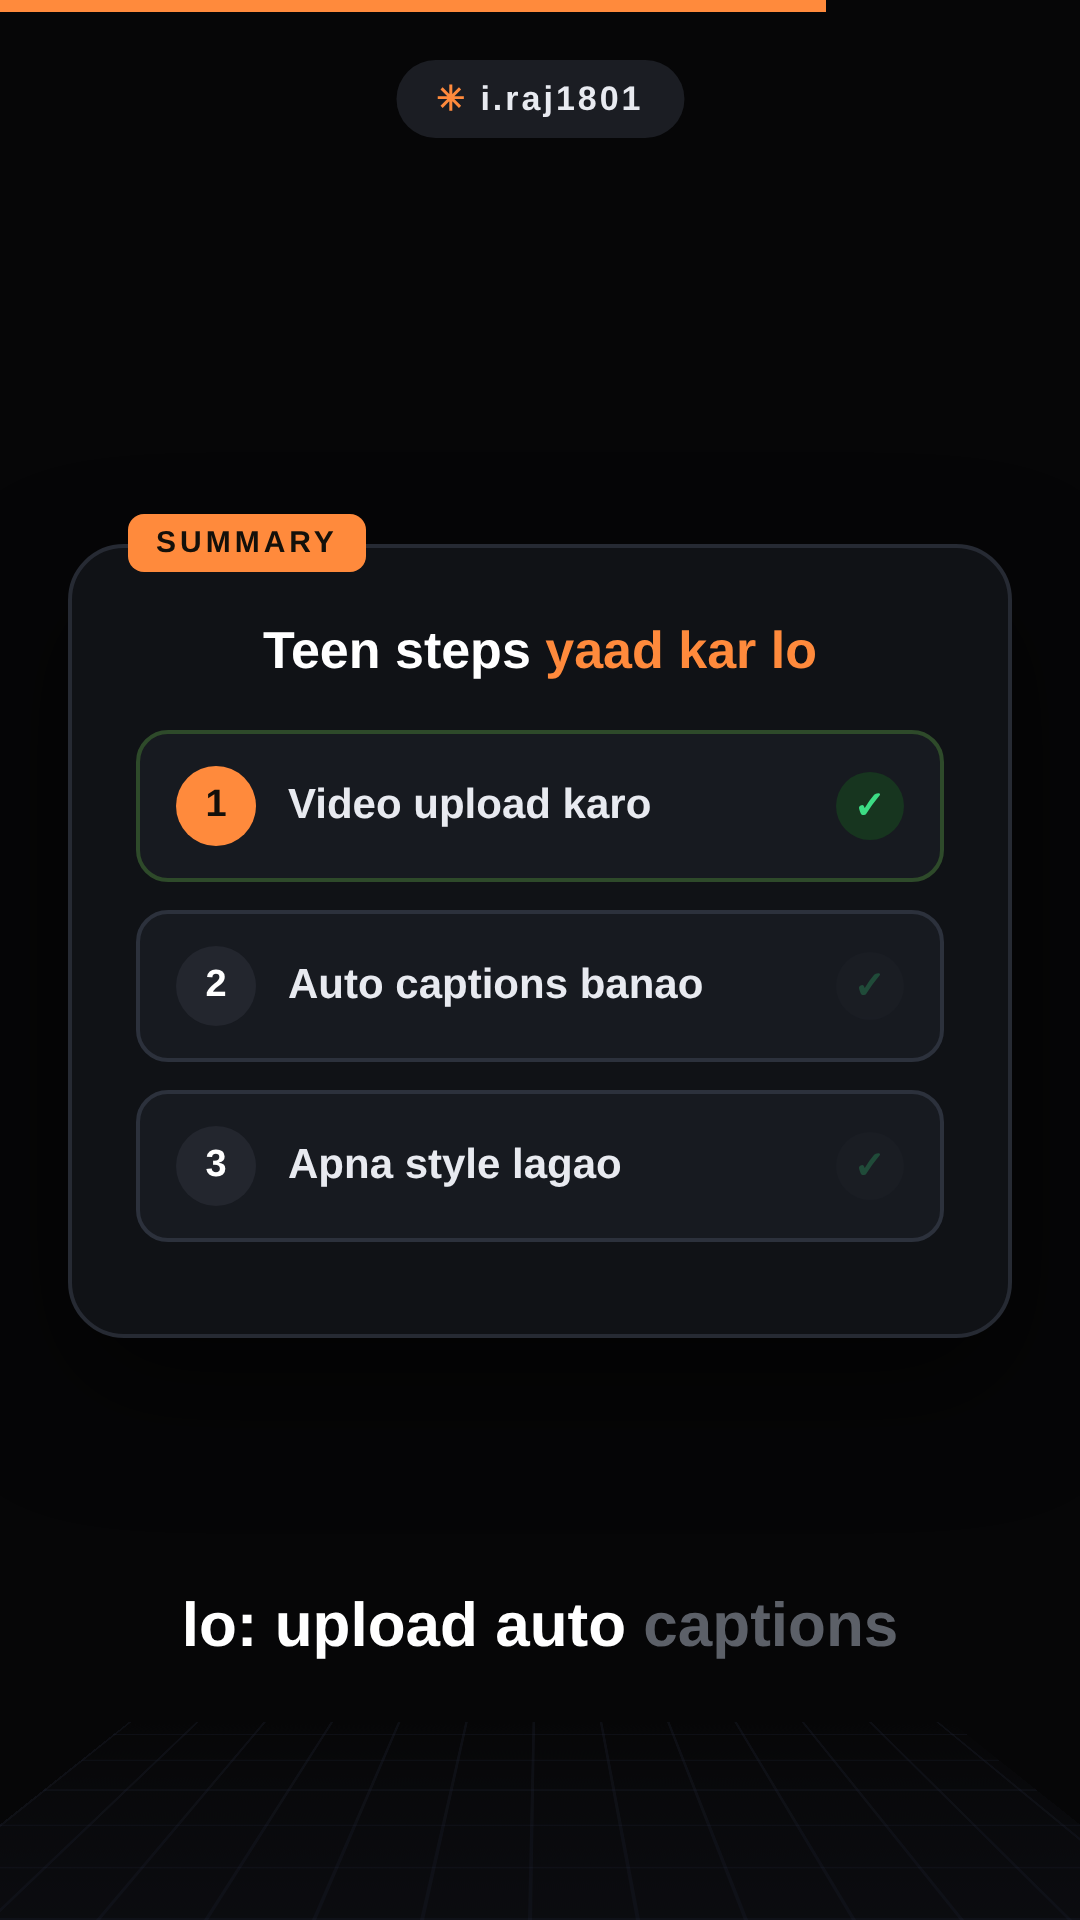 ✳ i.raj1801
SUMMARY
Teen steps yaad kar lo
1 Video upload karo ✓
2 Auto captions banao ✓
3 Apna style lagao ✓
lo: upload auto captions